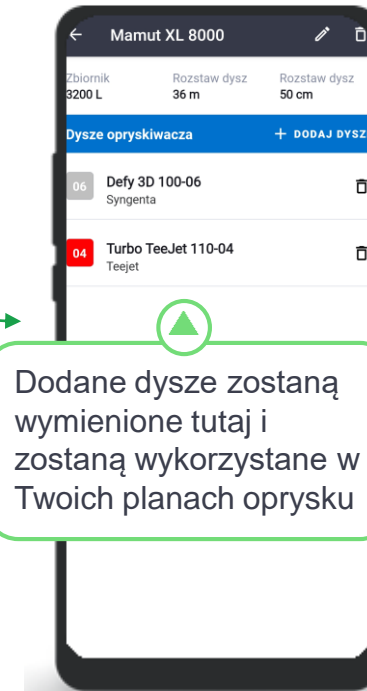 Mamut XL 8000
Zbiornik Rozstaw dysz Rozstaw dysz
3200 L 36 m 50 cm
Dysze opryskiwacza + DODAJ DYSZ
06 Defy 3D 100-06
Syngenta
04 Turbo TeeJet 110-04
Teejet
Dodane dysze zostaną
wymienione tutaj i
zostaną wykorzystane w
Twoich planach oprysku